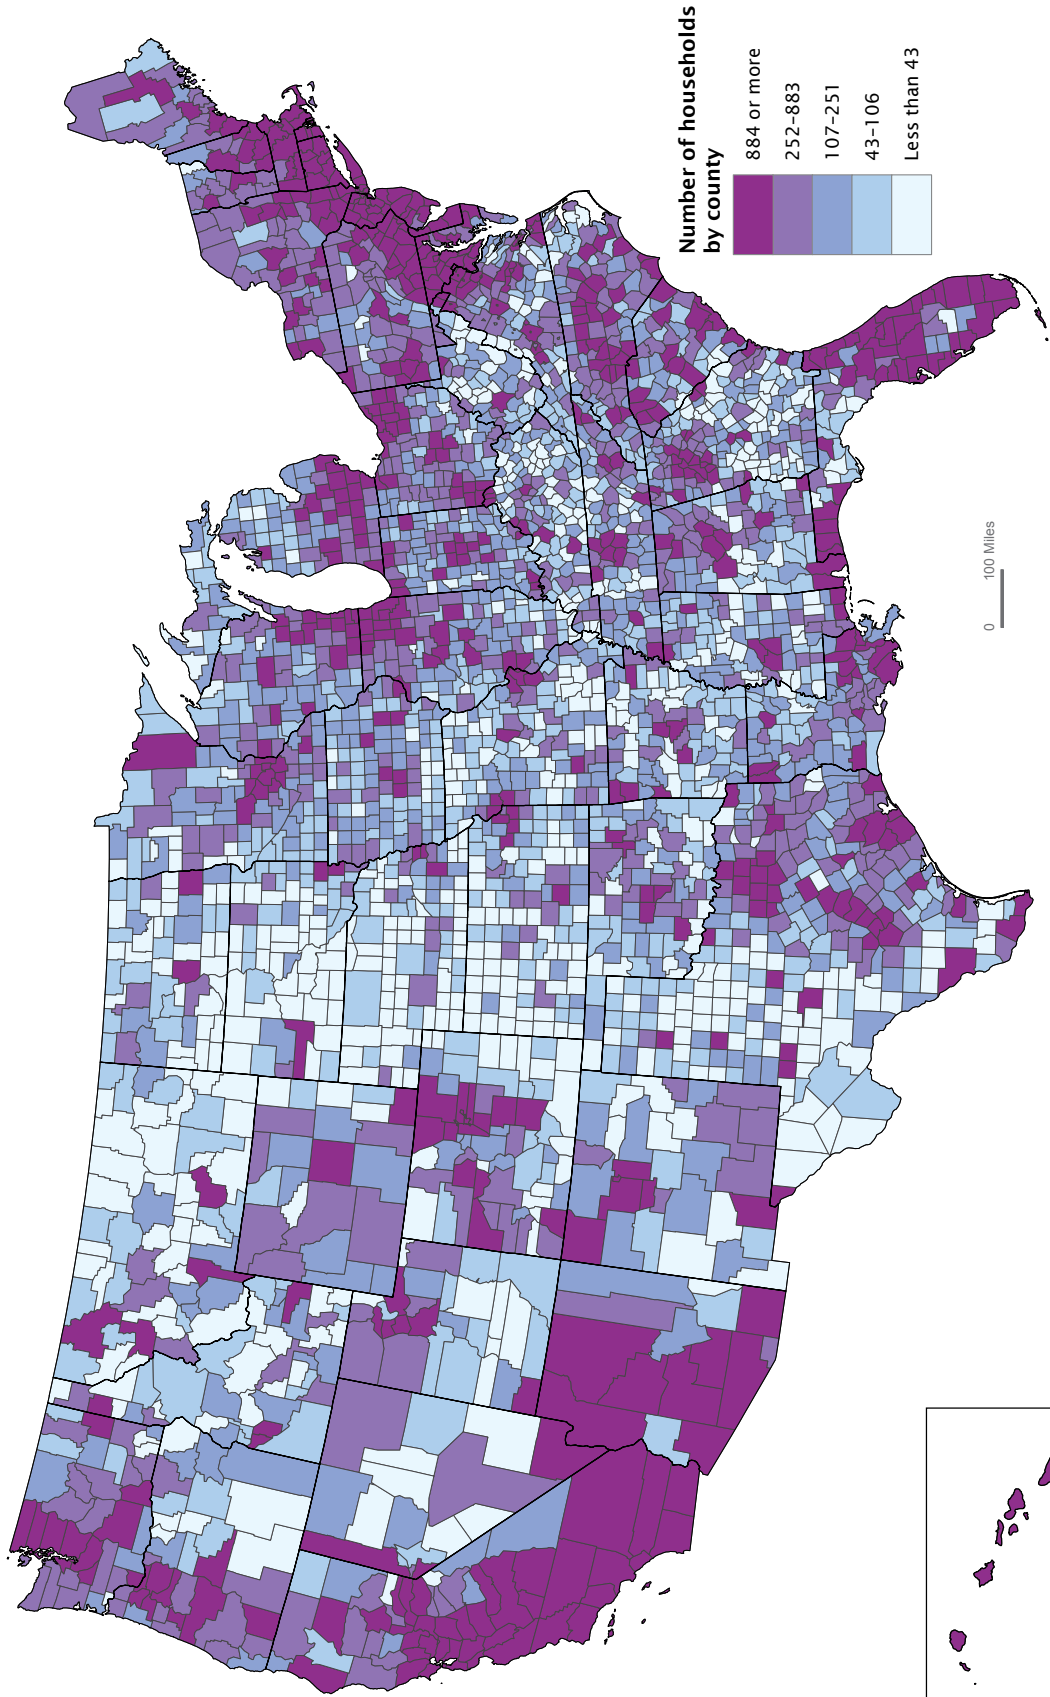 Number of households
by county
884 or more
252–883
107–251
43–106
Less than 43
0 100 Miles